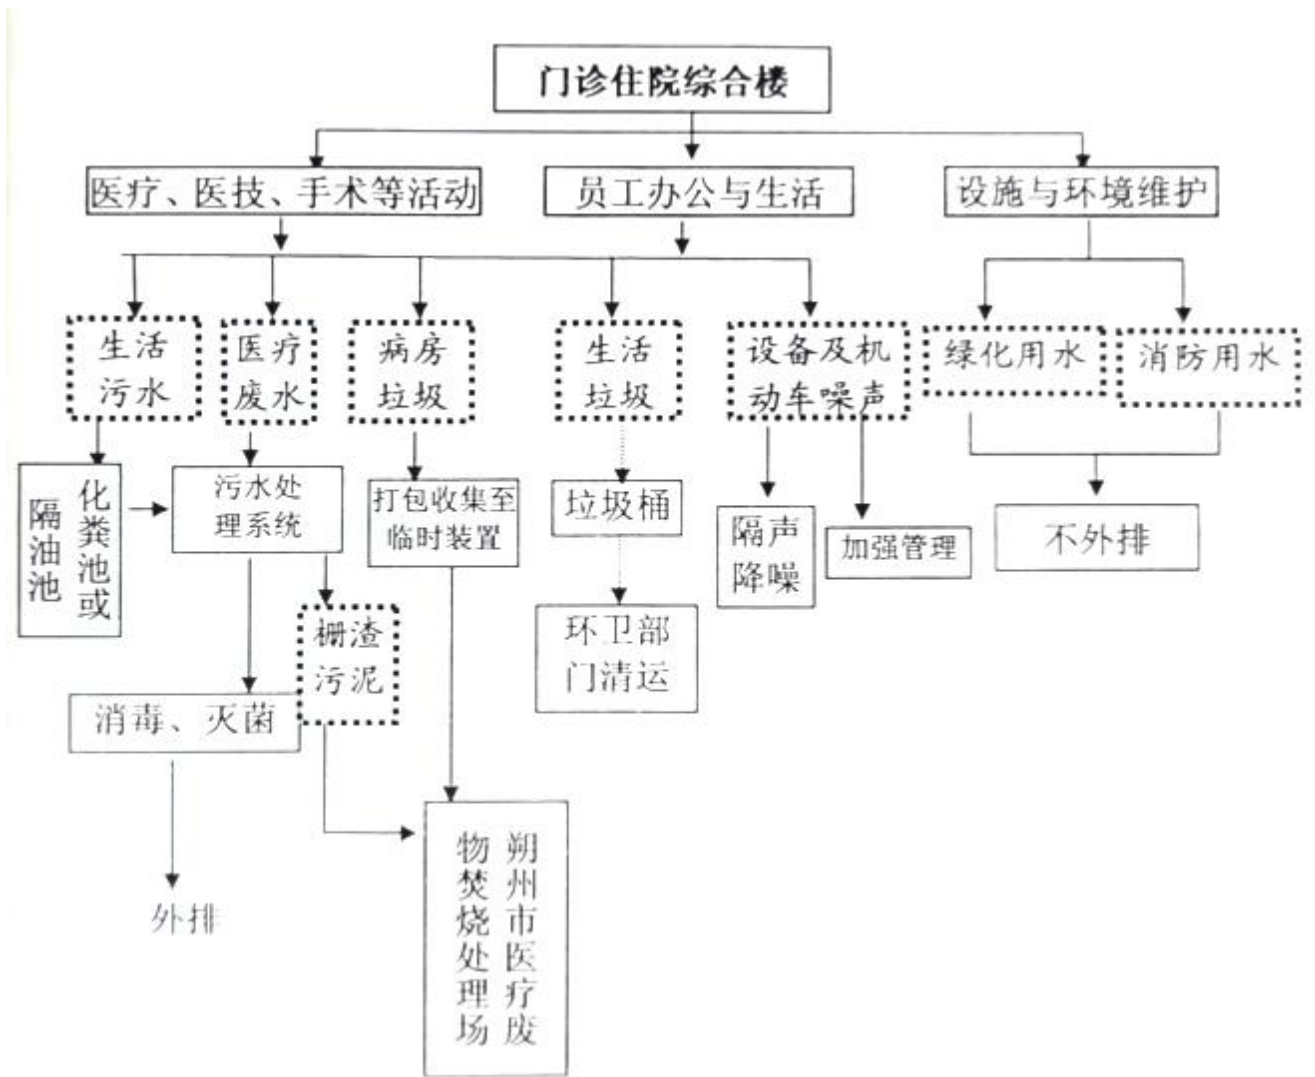 门诊住院综合楼
医疗、医技、手术等活动
员工办公与生活
设施与环境维护
生活
污水
医疗
废水
病房
垃圾
生活
垃圾
设备及机
动车噪声
绿化用水
消防用水
化粪池或
隔油池
污水处
理系统
打包收集至
临时装置
垃圾桶
隔声
降噪
加强管理
不外排
栅渣
污泥
环卫部
门清运
消毒、灭菌
外排
朔州市医疗废
物焚烧处理场